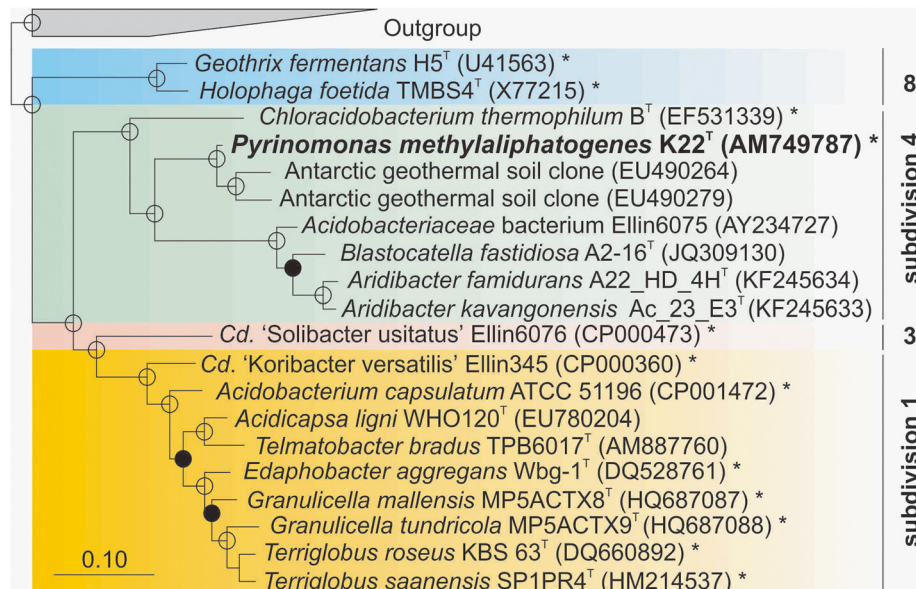 Outgroup
Geothrix fermentans H5ᵀ (U41563) *
Holophaga foetida TMBS4ᵀ (X77215) *
8
Chloracidobacterium thermophilum Bᵀ (EF531339) *
Pyrinomonas methylaliphatogenes K22ᵀ (AM749787) *
Antarctic geothermal soil clone (EU490264)
Antarctic geothermal soil clone (EU490279)
Acidobacteriaceae bacterium Ellin6075 (AY234727)
Blastocatella fastidiosa A2-16ᵀ (JQ309130)
Aridibacter famidurans A22_HD_4Hᵀ (KF245634)
Aridibacter kavangonensis Ac_23_E3ᵀ (KF245633)
subdivision 4
Cd. ‘Solibacter usitatus’ Ellin6076 (CP000473) *
3
Cd. ‘Koribacter versatilis’ Ellin345 (CP000360) *
Acidobacterium capsulatum ATCC 51196 (CP001472) *
Acidicapsa ligni WHO120ᵀ (EU780204)
Telmatobacter bradus TPB6017ᵀ (AM887760)
Edaphobacter aggregans Wbg-1ᵀ (DQ528761) *
Granulicella mallensis MP5ACTX8ᵀ (HQ687087) *
Granulicella tundricola MP5ACTX9ᵀ (HQ687088) *
Terriglobus roseus KBS 63ᵀ (DQ660892) *
Terriglobus saanensis SP1PR4ᵀ (HM214537) *
subdivision 1
0.10